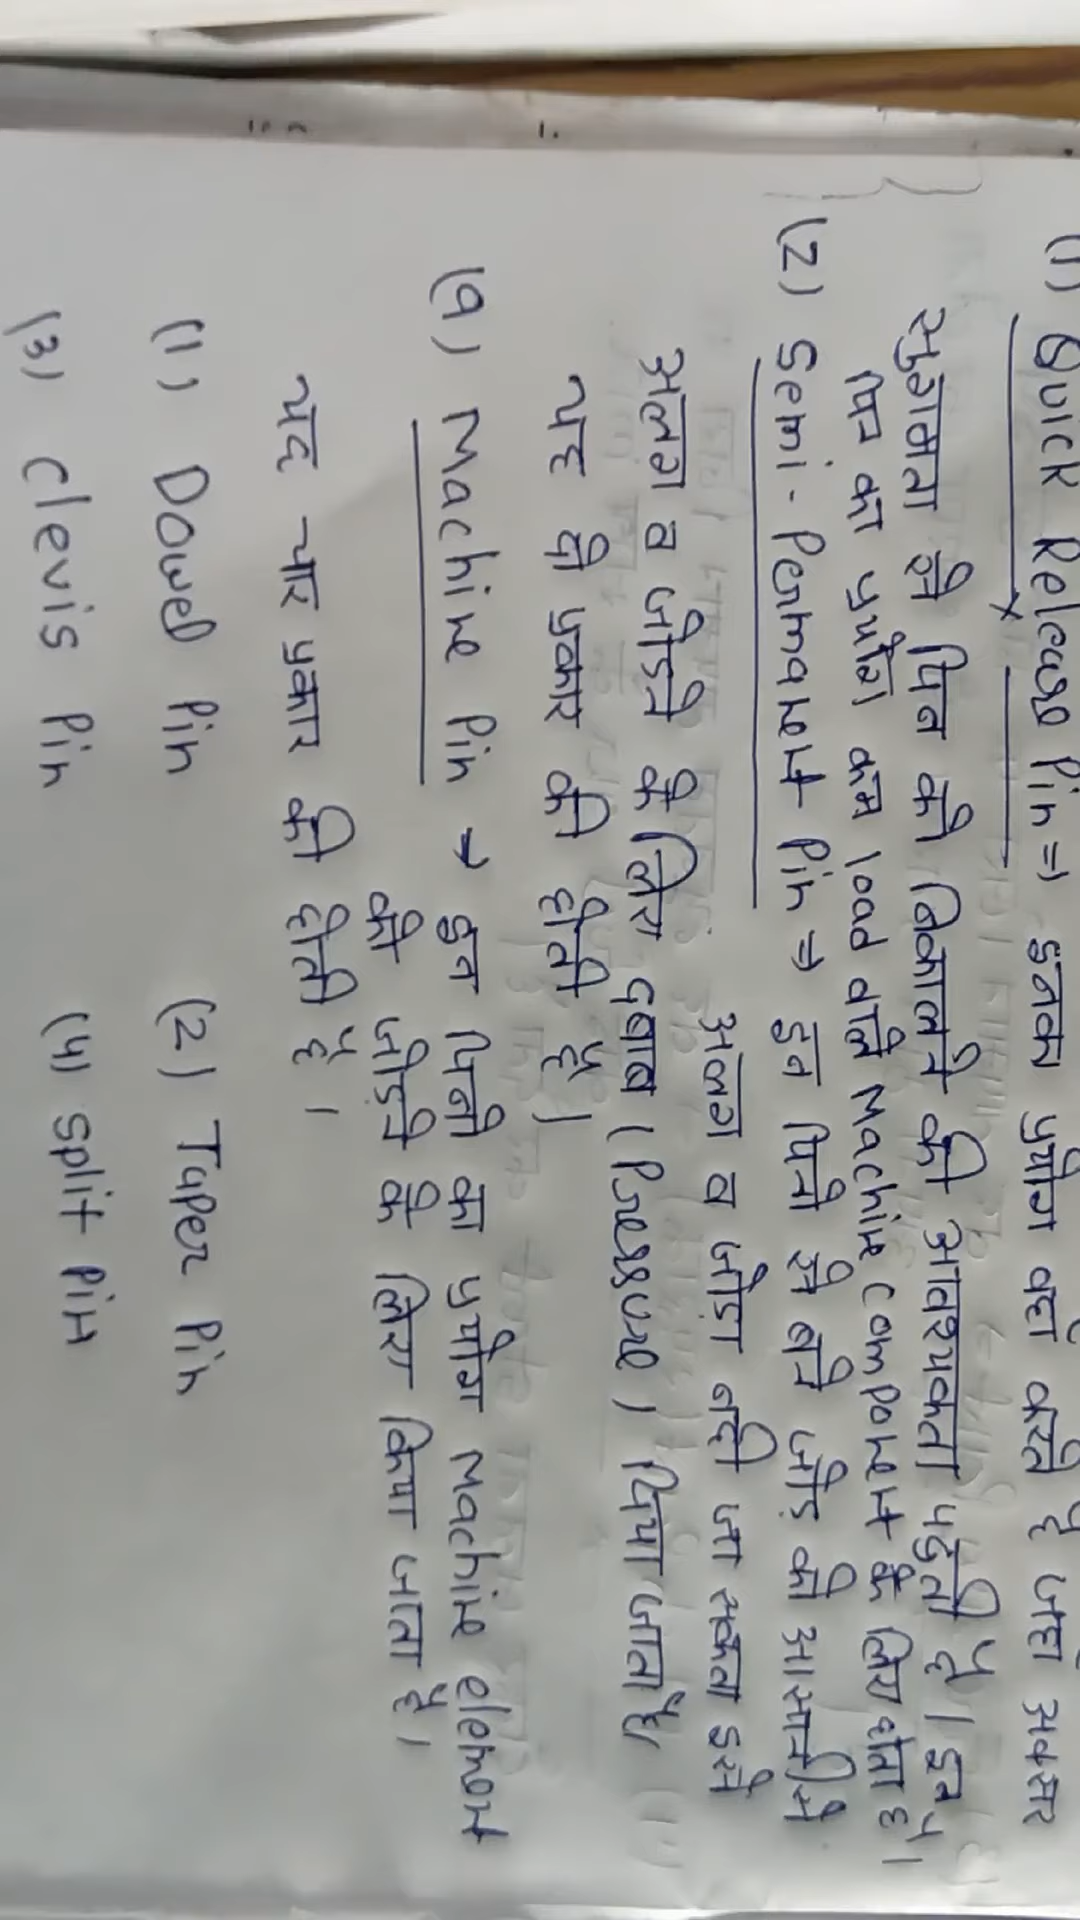 (1) Quick Release Pin ⇒ इनका प्रयोग वहाँ करते हैं जहाँ अक्सर
सुगमता से पिन को निकालने की आवश्यकता पड़ती है। इन
पिन का प्रयोग कम load वाले Machine Component के लिए होता है।
(2) Semi-Permanent Pin ⇒ इन पिनो से बने जोड़ को आसानी से
अलग व जोड़ा नही जा सकता इसे
अलग व जोड़ने के लिए दबाव (Pressure) दिया जाता है
यह दो प्रकार की होती है।
(a) Machine Pin → इन पिनो का प्रयोग Machine element
को जोड़ने के लिए किया जाता है।
यह चार प्रकार की होती है।
(1) Dowel Pin (2) Taper Pin
(3) Clevis Pin (4) Split Pin